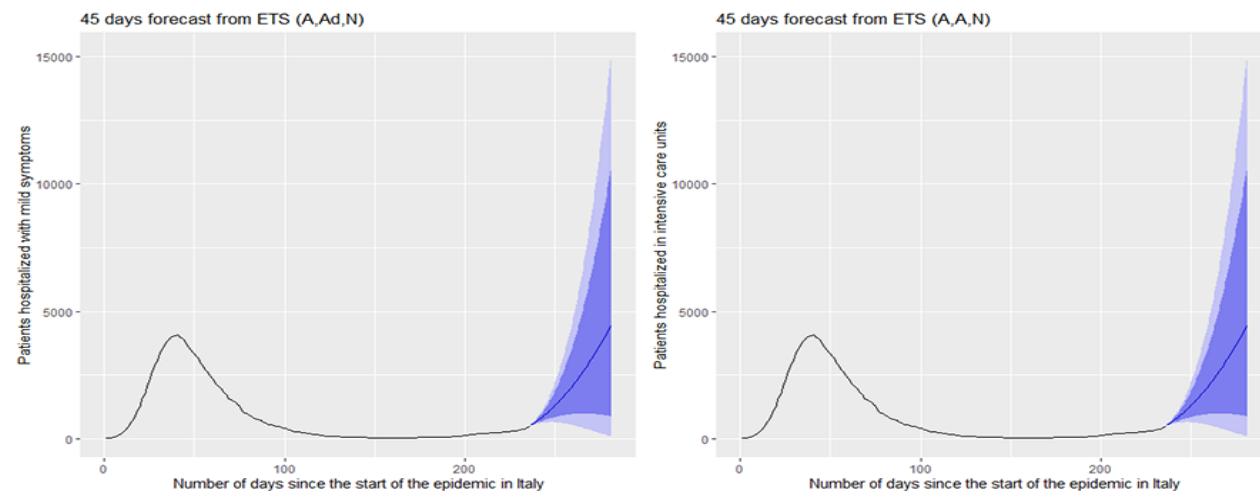 45 days forecast from ETS (A,Ad,N)
15000
10000
5000
0
Patients hospitalized with mild symptoms
0 100 200
Number of days since the start of the epidemic in Italy
45 days forecast from ETS (A,A,N)
15000
10000
5000
0
Patients hospitalized in intensive care units
0 100 200
Number of days since the start of the epidemic in Italy